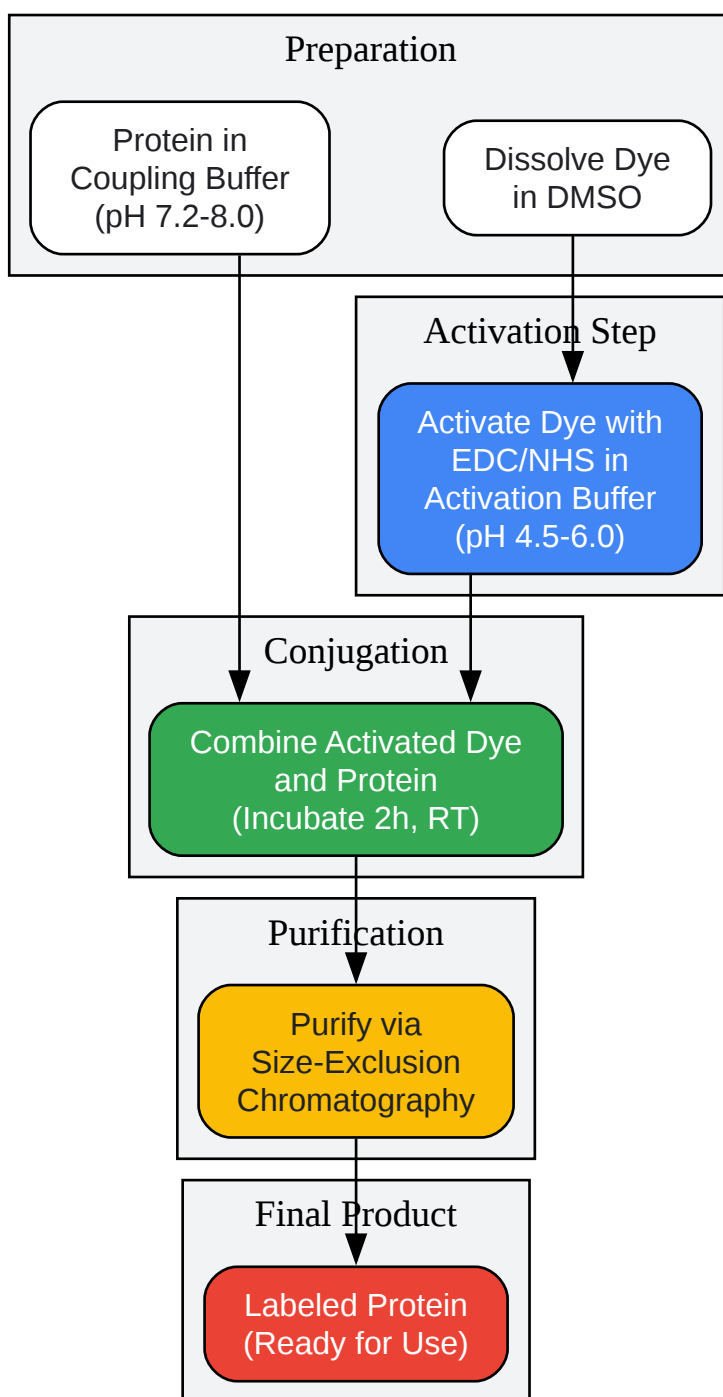 Preparation
Protein in
Coupling Buffer
(pH 7.2-8.0)
Dissolve Dye
in DMSO
Activation Step
Activate Dye with
EDC/NHS in
Activation Buffer
(pH 4.5-6.0)
Conjugation
Combine Activated Dye
and Protein
(Incubate 2h, RT)
Purification
Purify via
Size-Exclusion
Chromatography
Final Product
Labeled Protein
(Ready for Use)